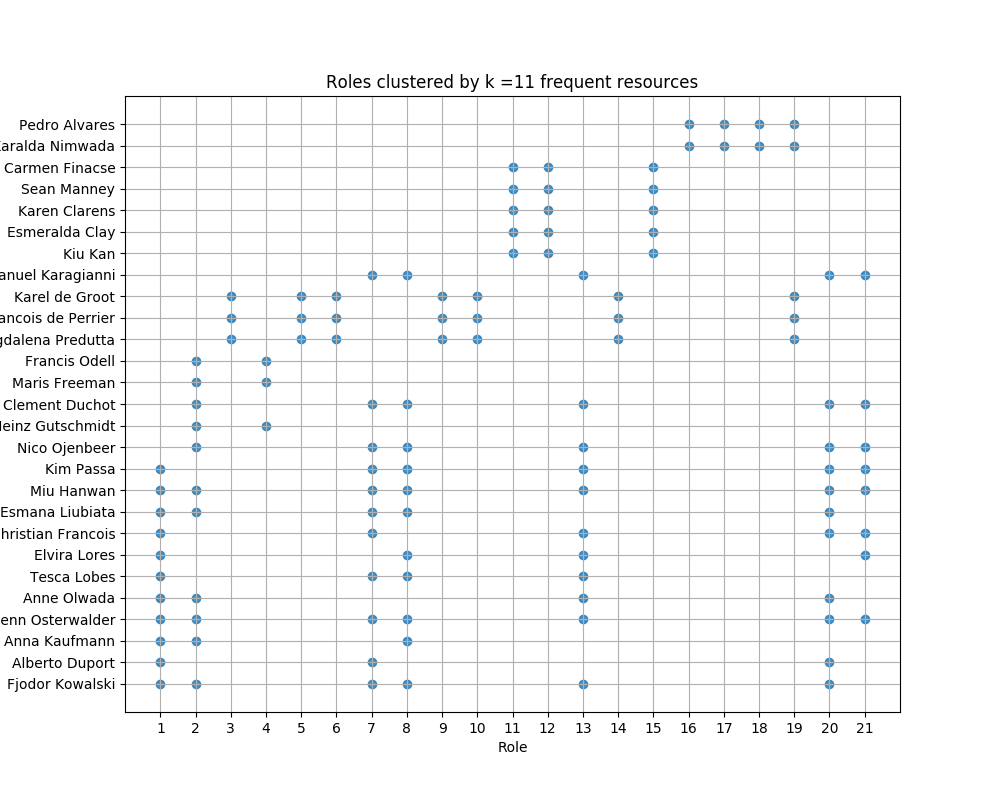 Roles clustered by k =11 frequent resources
Pedro Alvares
aralda Nimwada
Carmen Finacse
Sean Manney
Karen Clarens
Esmeralda Clay
Kiu Kan
anuel Karagianni
Karel de Groot
ancois de Perrier
gdalena Predutta
Francis Odell
Maris Freeman
Clement Duchot
einz Gutschmidt
Nico Ojenbeer
Kim Passa
Miu Hanwan
Esmana Liubiata
hristian Francois
Elvira Lores
Tesca Lobes
Anne Olwada
enn Osterwalder
Anna Kaufmann
Alberto Duport
Fjodor Kowalski
1 2 3 4 5 6 7 8 9 10 11 12 13 14 15 16 17 18 19 20 21
Role